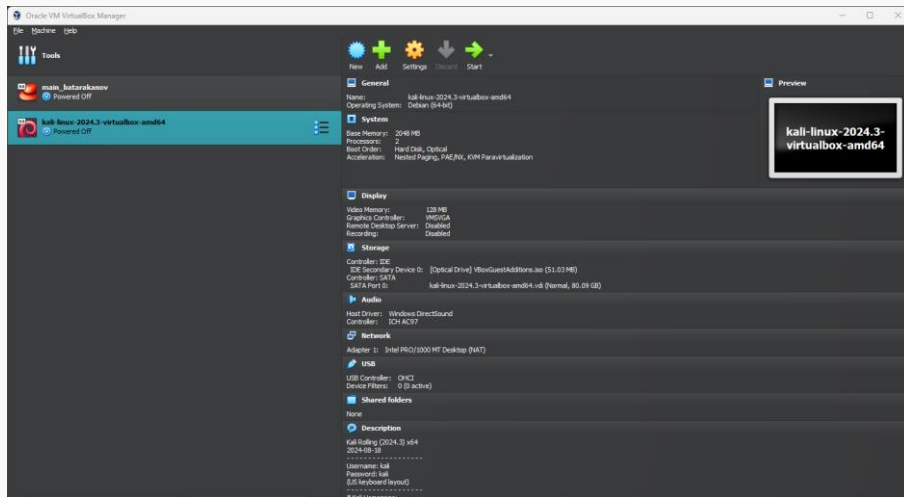 Oracle VM VirtualBox Manager
File Machine Help
Tools
New Add Settings Discard Start
main_batarakanov
Powered Off
kali-linux-2024.3-virtualbox-amd64
Powered Off
General
Name: kali-linux-2024.3-virtualbox-amd64
Operating System: Debian (64-bit)
System
Base Memory: 2048 MB
Processors: 2
Boot Order: Hard Disk, Optical
Acceleration: Nested Paging, PAE/NX, KVM Paravirtualization
Preview
kali-linux-2024.3-
virtualbox-amd64
Display
Video Memory: 128 MB
Graphics Controller: VMSVGA
Remote Desktop Server: Disabled
Recording: Disabled
Storage
Controller: IDE
IDE Secondary Device 0: [Optical Drive] VBoxGuestAdditions.iso (51.03 MB)
Controller: SATA
SATA Port 0: kali-linux-2024.3-virtualbox-amd64.vdi (Normal, 80.09 GB)
Audio
Host Driver: Windows DirectSound
Controller: ICH AC97
Network
Adapter 1: Intel PRO/1000 MT Desktop (NAT)
USB
USB Controller: OHCI
Device Filters: 0 (0 active)
Shared folders
None
Description
Kali Rolling (2024.3) x64
2024-08-18
- - - - - - - - - - - - - - - - - - -
Username: kali
Password: kali
(US keyboard layout)
- - - - - - - - - - - - - - - - - - -